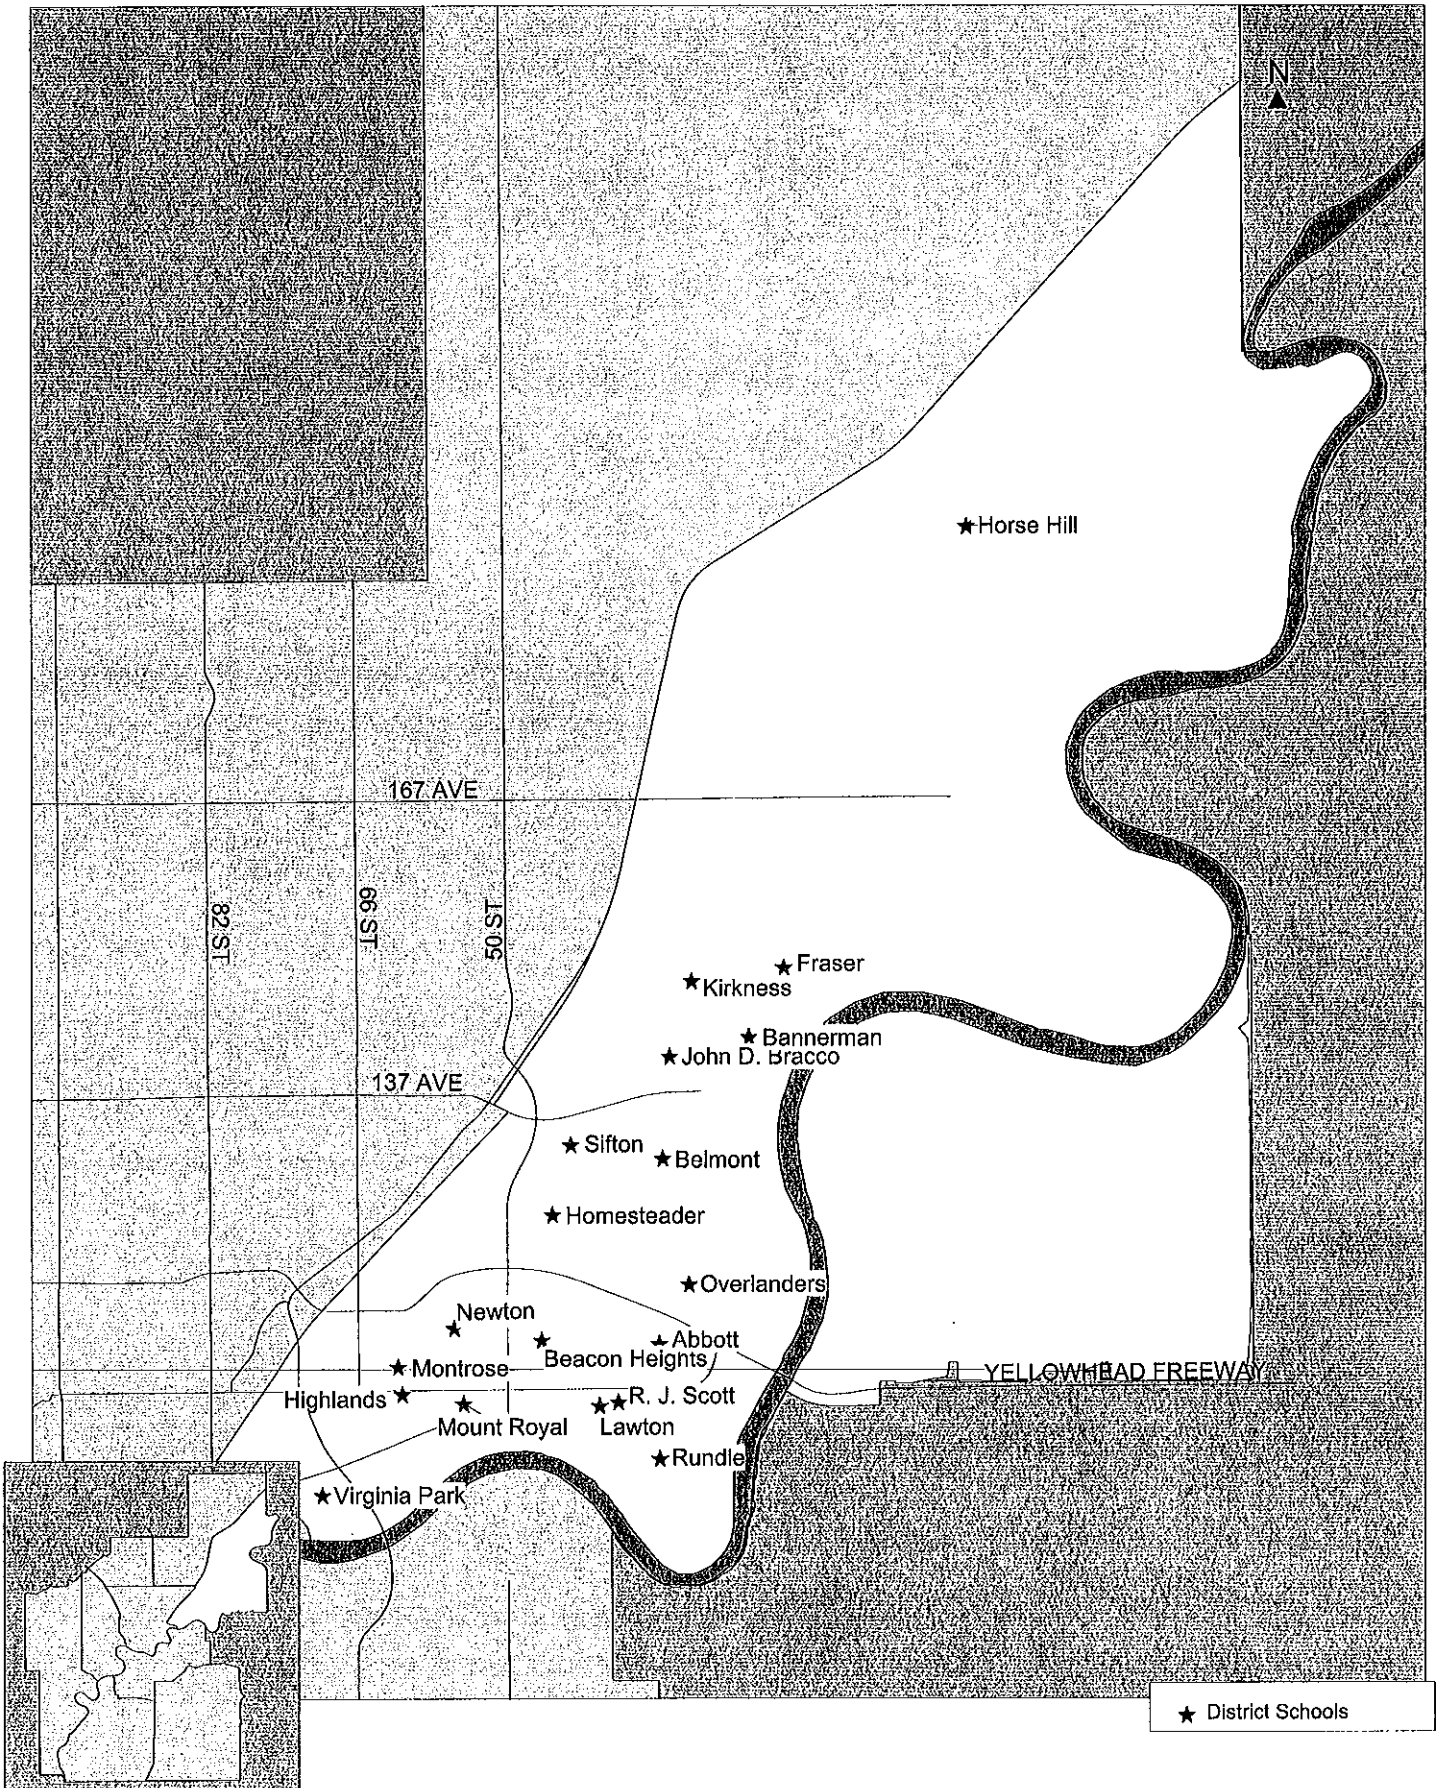 N
Horse Hill
167 AVE
82 ST
66 ST
50 ST
Fraser
Kirkness
Bannerman
John D. Bracco
137 AVE
Sifton
Belmont
Homesteader
Overlanders
Newton
Abbott
Beacon Heights
Montrose
YELLOWHEAD FREEWAY
Highlands
R. J. Scott
Mount Royal
Lawton
Rundle
Virginia Park
District Schools